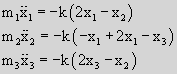 m₁ẍ₁ = −k(2x₁ − x₂)
m₂ẍ₂ = −k(−x₁ + 2x₁ − x₃)
m₃ẍ₃ = −k(2x₃ − x₂)